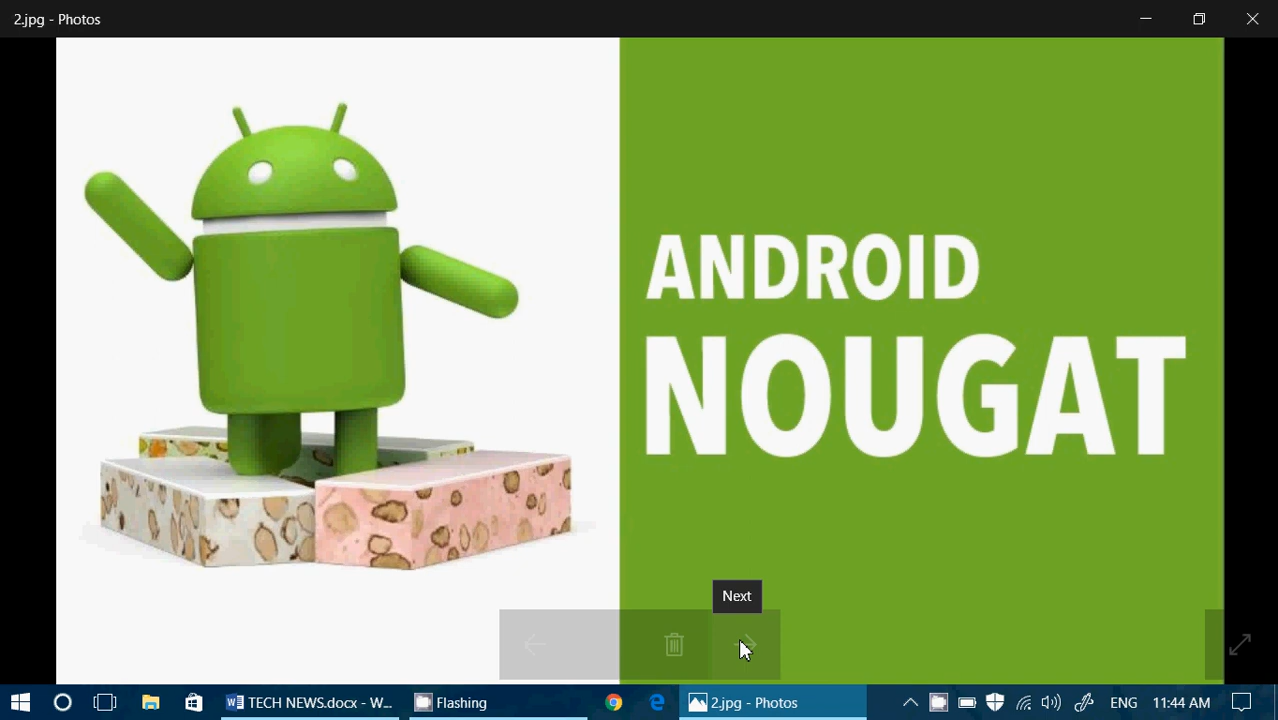 2.jpg - Photos
ANDROID
NOUGAT
Next
TECH NEWS.docx - W...
Flashing
2.jpg - Photos
ENG
11:44 AM